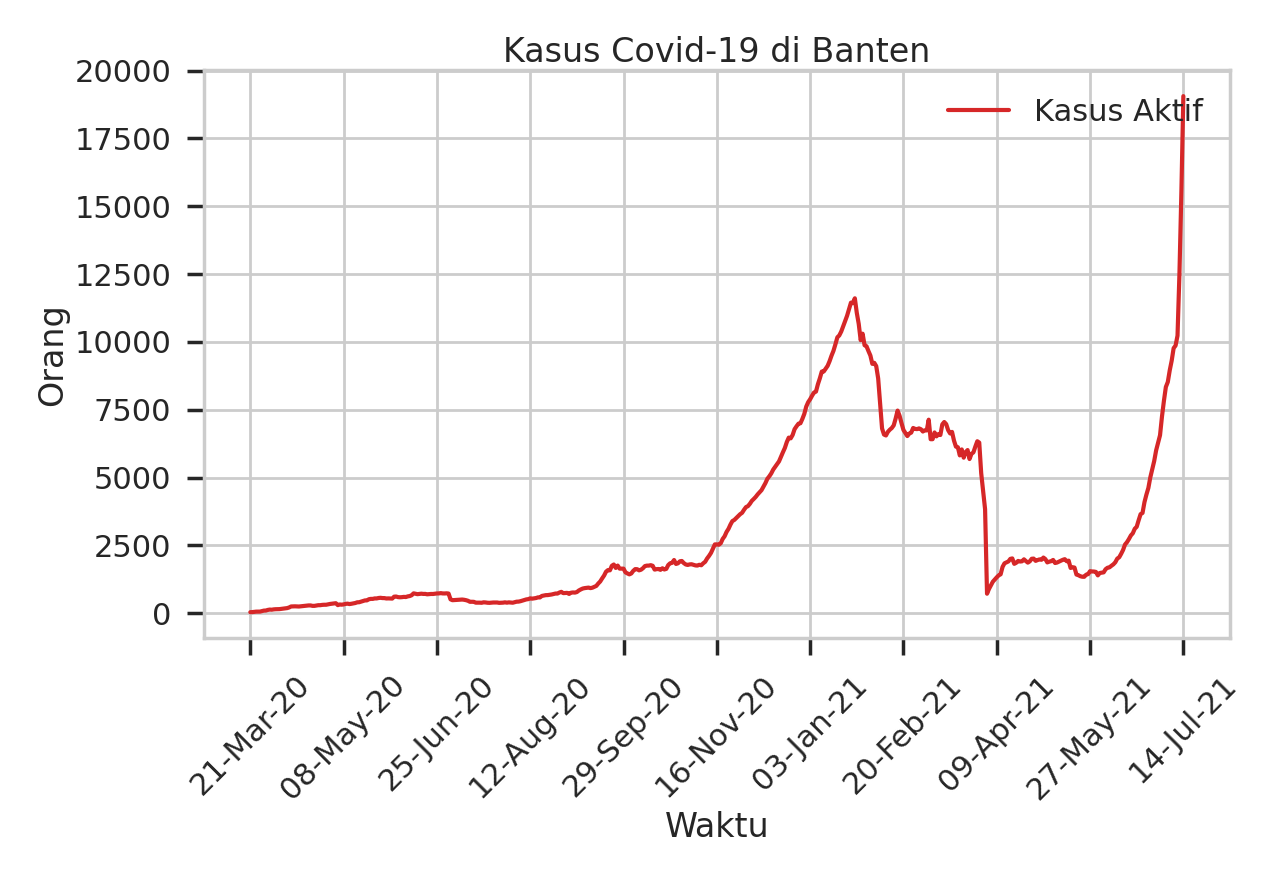 Kasus Covid-19 di Banten
20000
17500
15000
12500
10000
7500
5000
2500
0
Orang
Kasus Aktif
21-Mar-20
08-May-20
25-Jun-20
12-Aug-20
29-Sep-20
16-Nov-20
03-Jan-21
20-Feb-21
09-Apr-21
27-May-21
14-Jul-21
Waktu